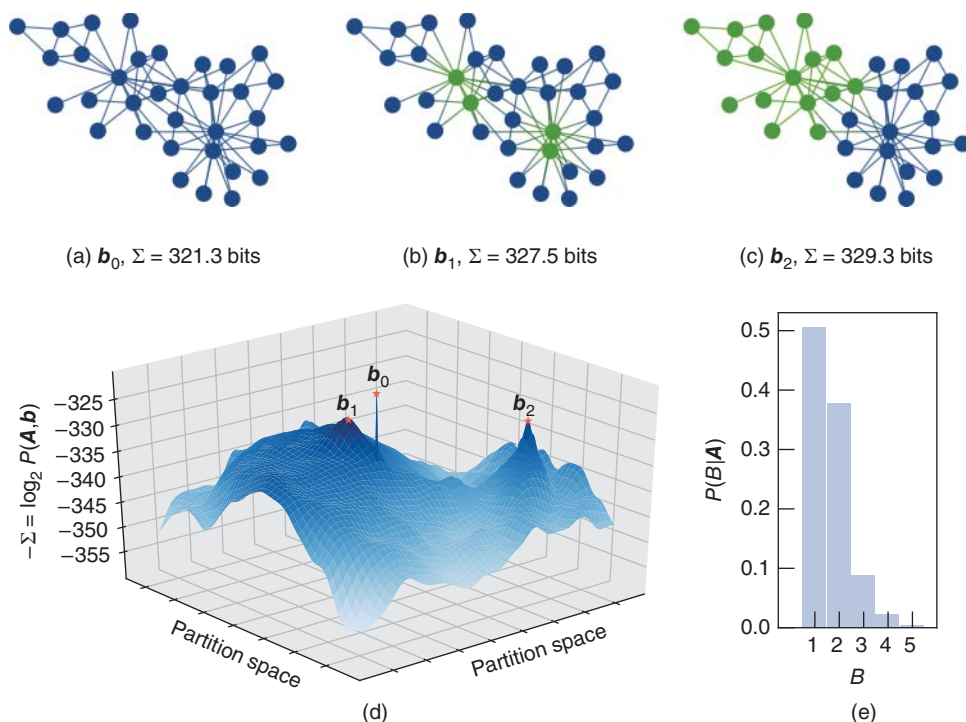 (a) b0, Σ = 321.3 bits
(b) b1, Σ = 327.5 bits
(c) b2, Σ = 329.3 bits
−Σ = log2 P(A,b)
−325
−330
−335
−340
−345
−350
−355
b0
b1
b2
Partition space
Partition space
(d)
P(B|A)
0.5
0.4
0.3
0.2
0.1
0.0
1 2 3 4 5
B
(e)